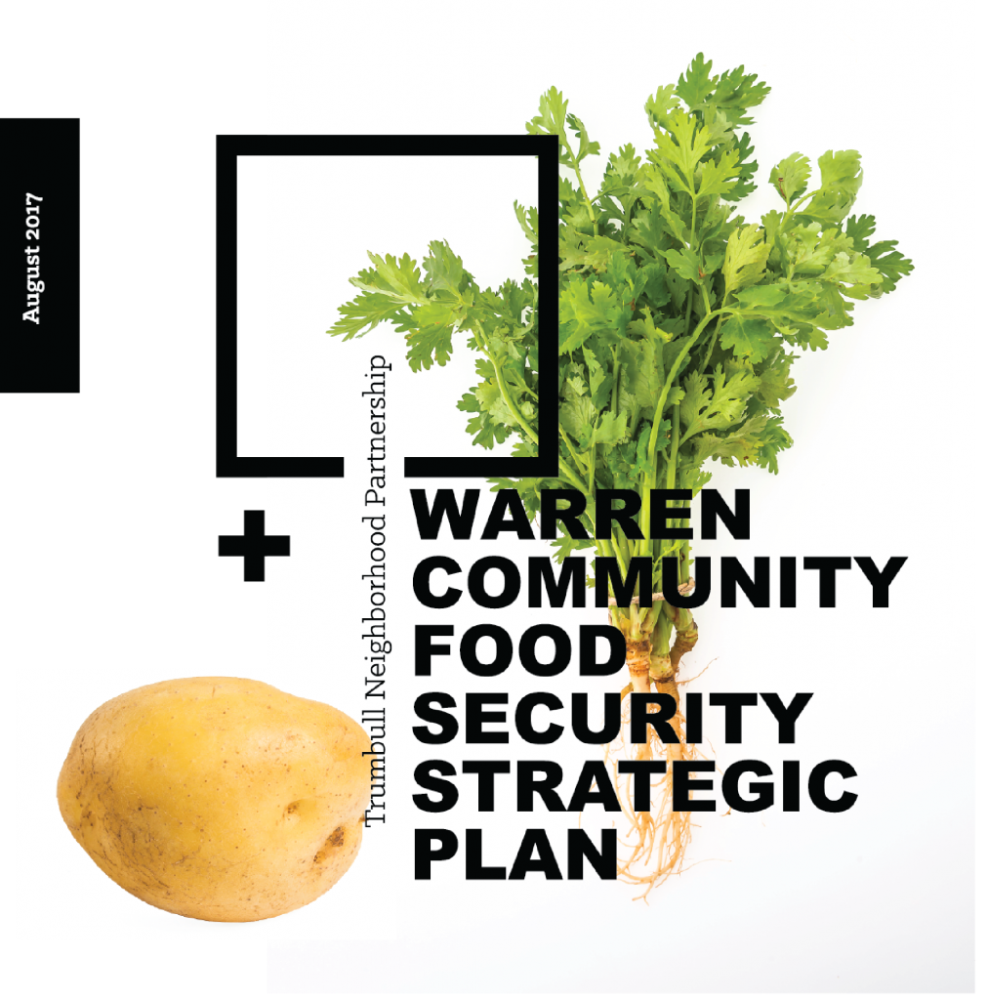 August 2017
Trumbull Neighborhood Partnership
WARREN
COMMUNITY
FOOD
SECURITY
STRATEGIC
PLAN